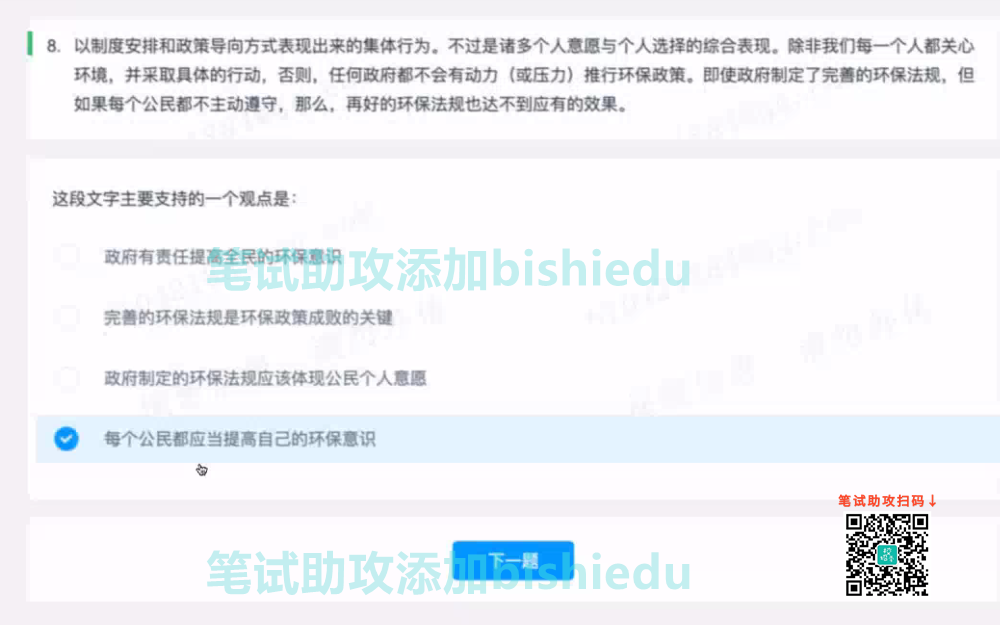 8. 以制度安排和政策导向方式表现出来的集体行为。不过是诸多个人意愿与个人选择的综合表现。除非我们每一个人都关心
环境，并采取具体的行动，否则，任何政府都不会有动力（或压力）推行环保政策。即使政府制定了完善的环保法规，但
如果每个公民都不主动遵守，那么，再好的环保法规也达不到应有的效果。
这段文字主要支持的一个观点是：
政府有责任提高全民的环保意识
笔试助攻添加bishiedu
完善的环保法规是环保政策成败的关键
政府制定的环保法规应该体现公民个人意愿
每个公民都应当提高自己的环保意识
笔试助攻扫码↓
下一题
笔试助攻添加bishiedu